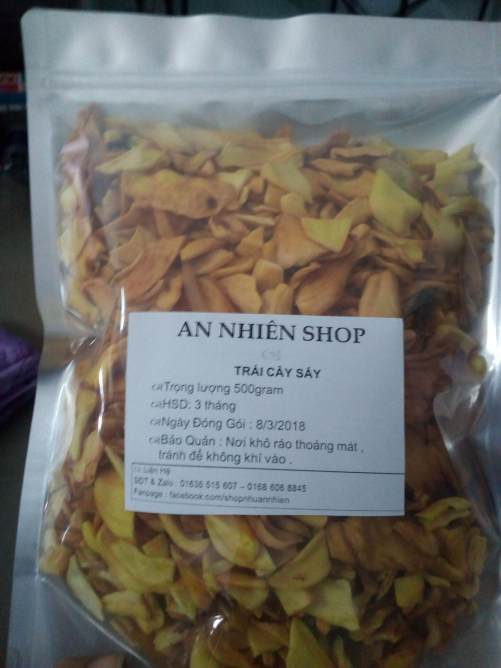 AN NHIÊN SHOP
TRÁI CÂY SẤY
Trọng lượng 500gram
HSD: 3 tháng
Ngày Đóng Gói : 8/3/2018
Bảo Quản : Nơi khô ráo thoáng mát ,
tránh để không khí vào .
Liên Hệ
SĐT & Zalo : 01636 515 607 – 0166 606 8845
Fanpage : facebook.com/shopnhuannhien